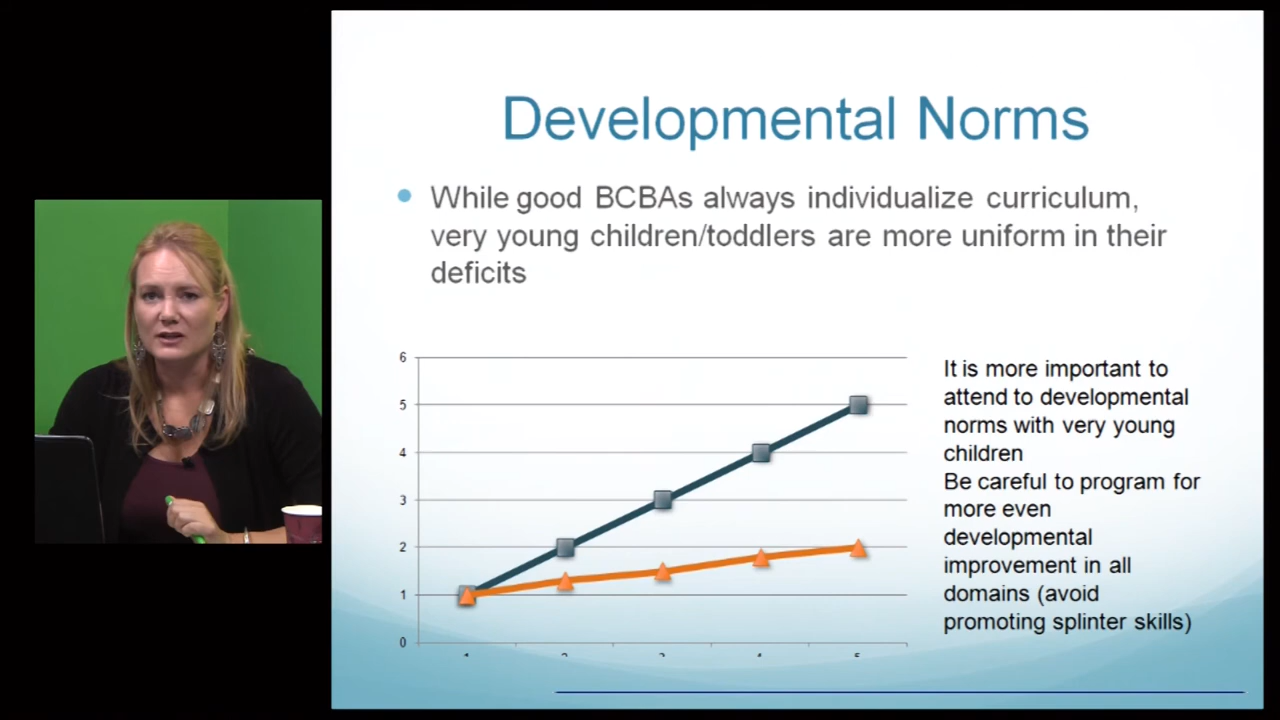 Developmental Norms
While good BCBAs always individualize curriculum,
very young children/toddlers are more uniform in their
deficits
6
5
4
3
2
1
0
It is more important to
attend to developmental
norms with very young
children
Be careful to program for
more even
developmental
improvement in all
domains (avoid
promoting splinter skills)